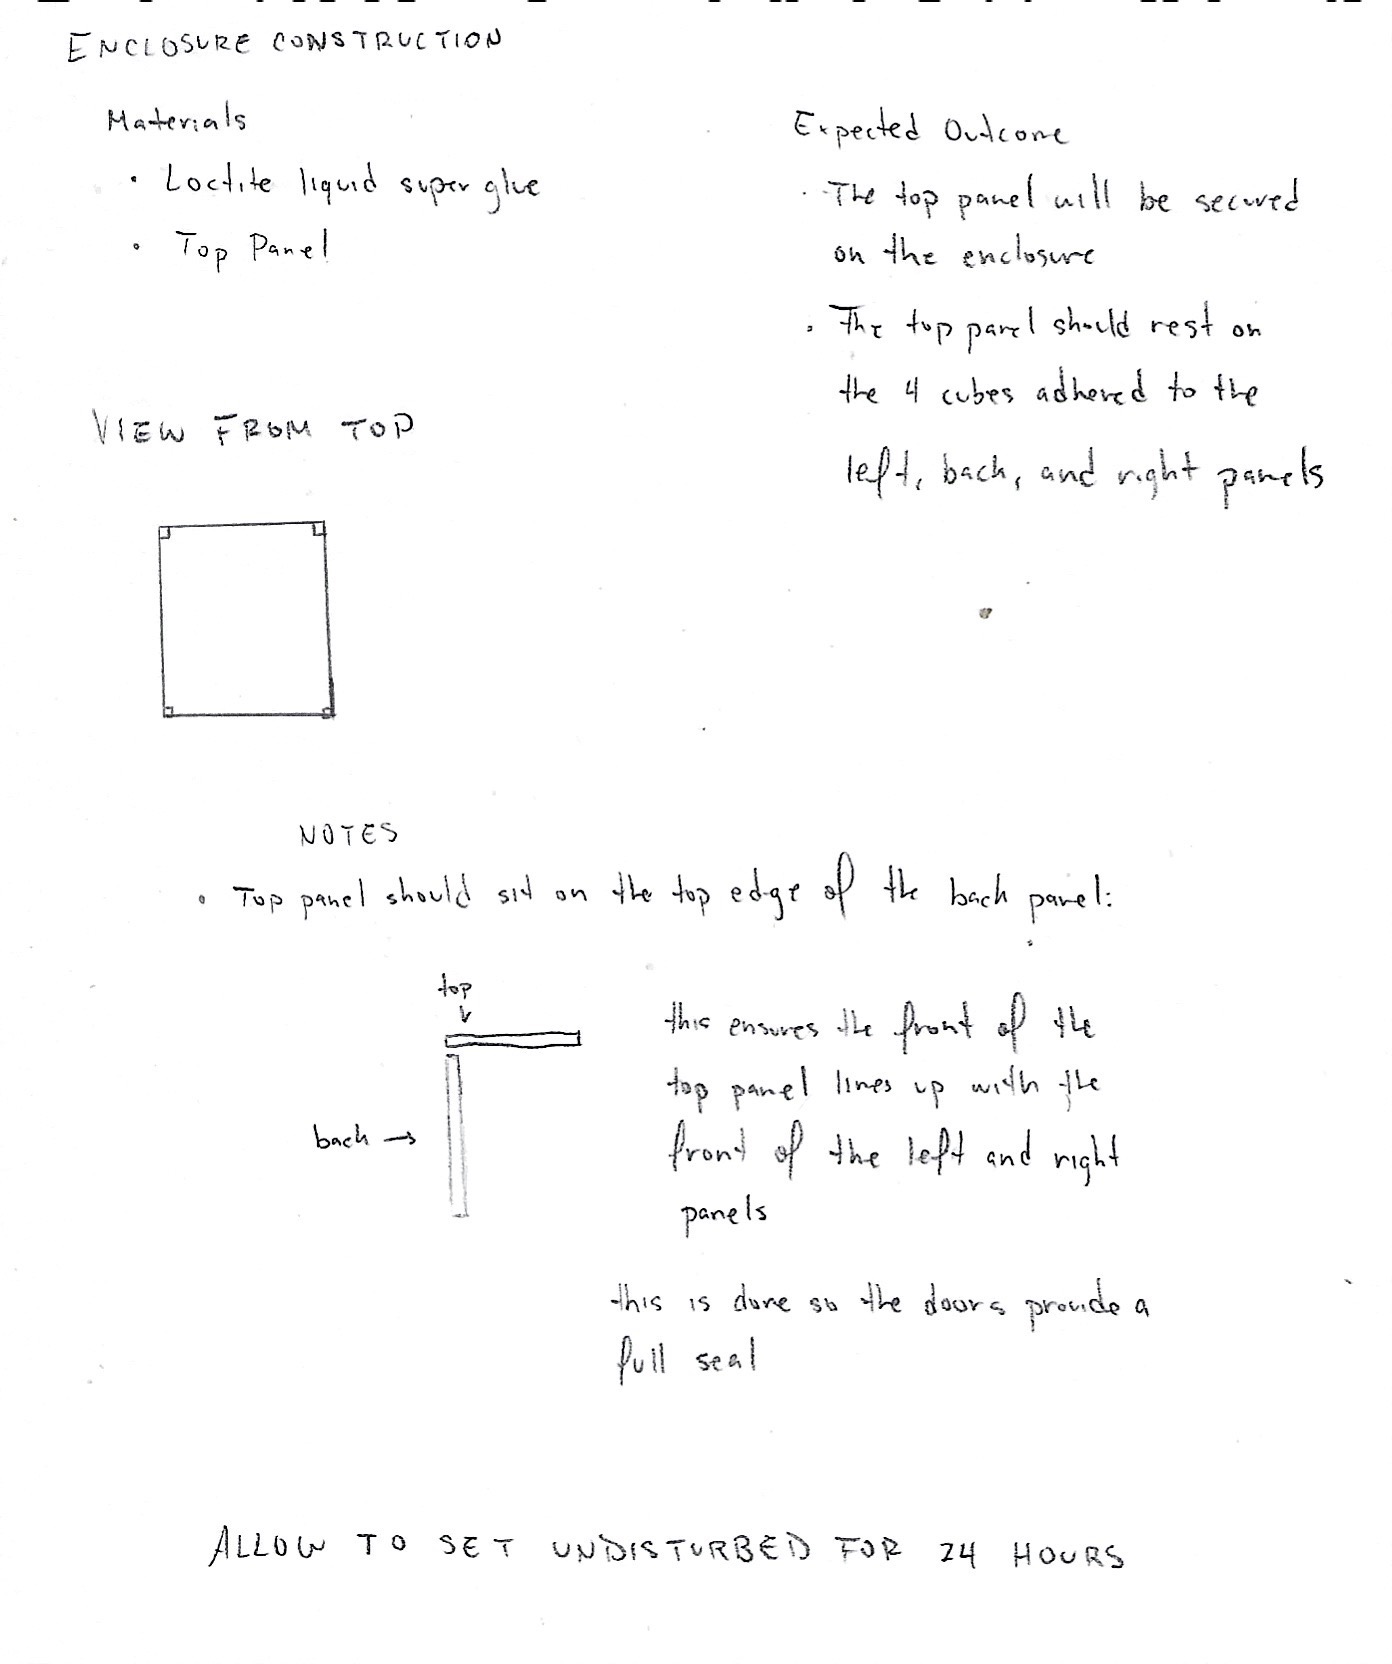 ENCLOSURE CONSTRUCTION
Materials
• Loctite liquid super glue
• Top Panel
Expected Outcome
• The top panel will be secured
on the enclosure
• The top panel should rest on
the 4 cubes adhered to the
left, back, and right panels
VIEW FROM TOP
NOTES
• Top panel should sit on the top edge of the back panel:
top
back →
this ensures the front of the
top panel lines up with the
front of the left and right
panels
this is done so the doors provide a
full seal
ALLOW TO SET UNDISTURBED FOR 24 HOURS